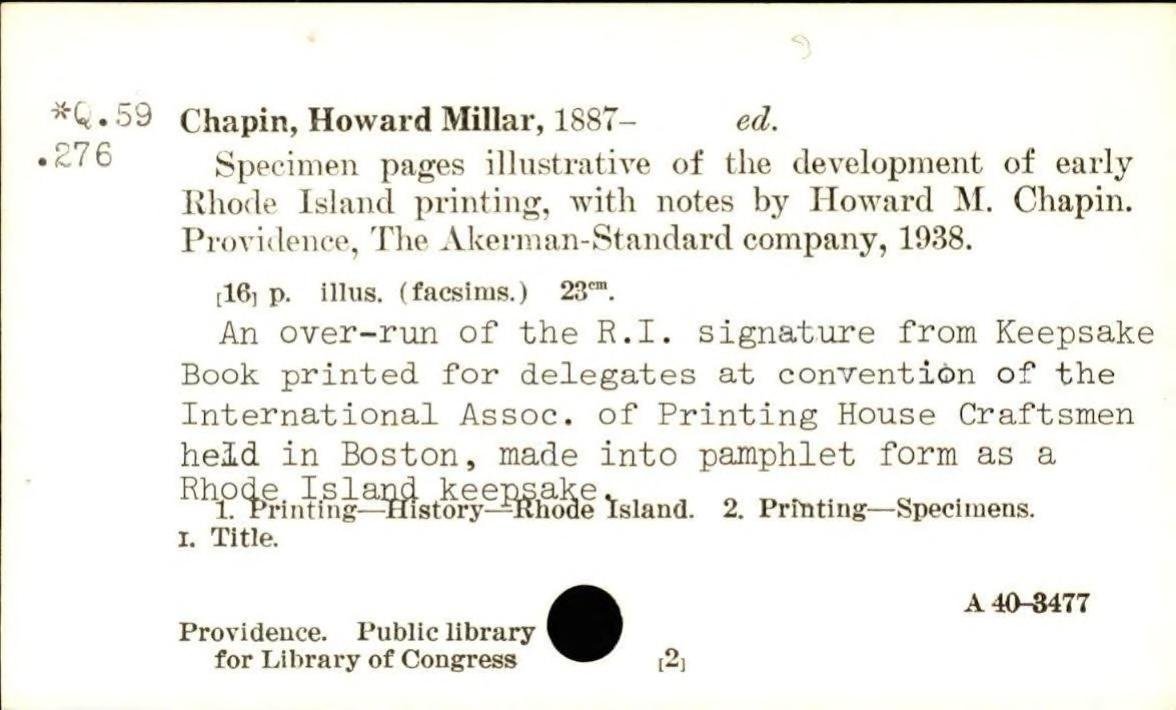 *Q.59 Chapin, Howard Millar, 1887– ed.
.276
Specimen pages illustrative of the development of early
Rhode Island printing, with notes by Howard M. Chapin.
Providence, The Akerman-Standard company, 1938.
[16] p. illus. (facsims.) 23cm.
An over-run of the R.I. signature from Keepsake
Book printed for delegates at convention of the
International Assoc. of Printing House Craftsmen
held in Boston, made into pamphlet form as a
Rhode Island keepsake.
1. Printing—History—Rhode Island. 2. Printing—Specimens.
I. Title.
A 40–3477
Providence. Public library
for Library of Congress [2]